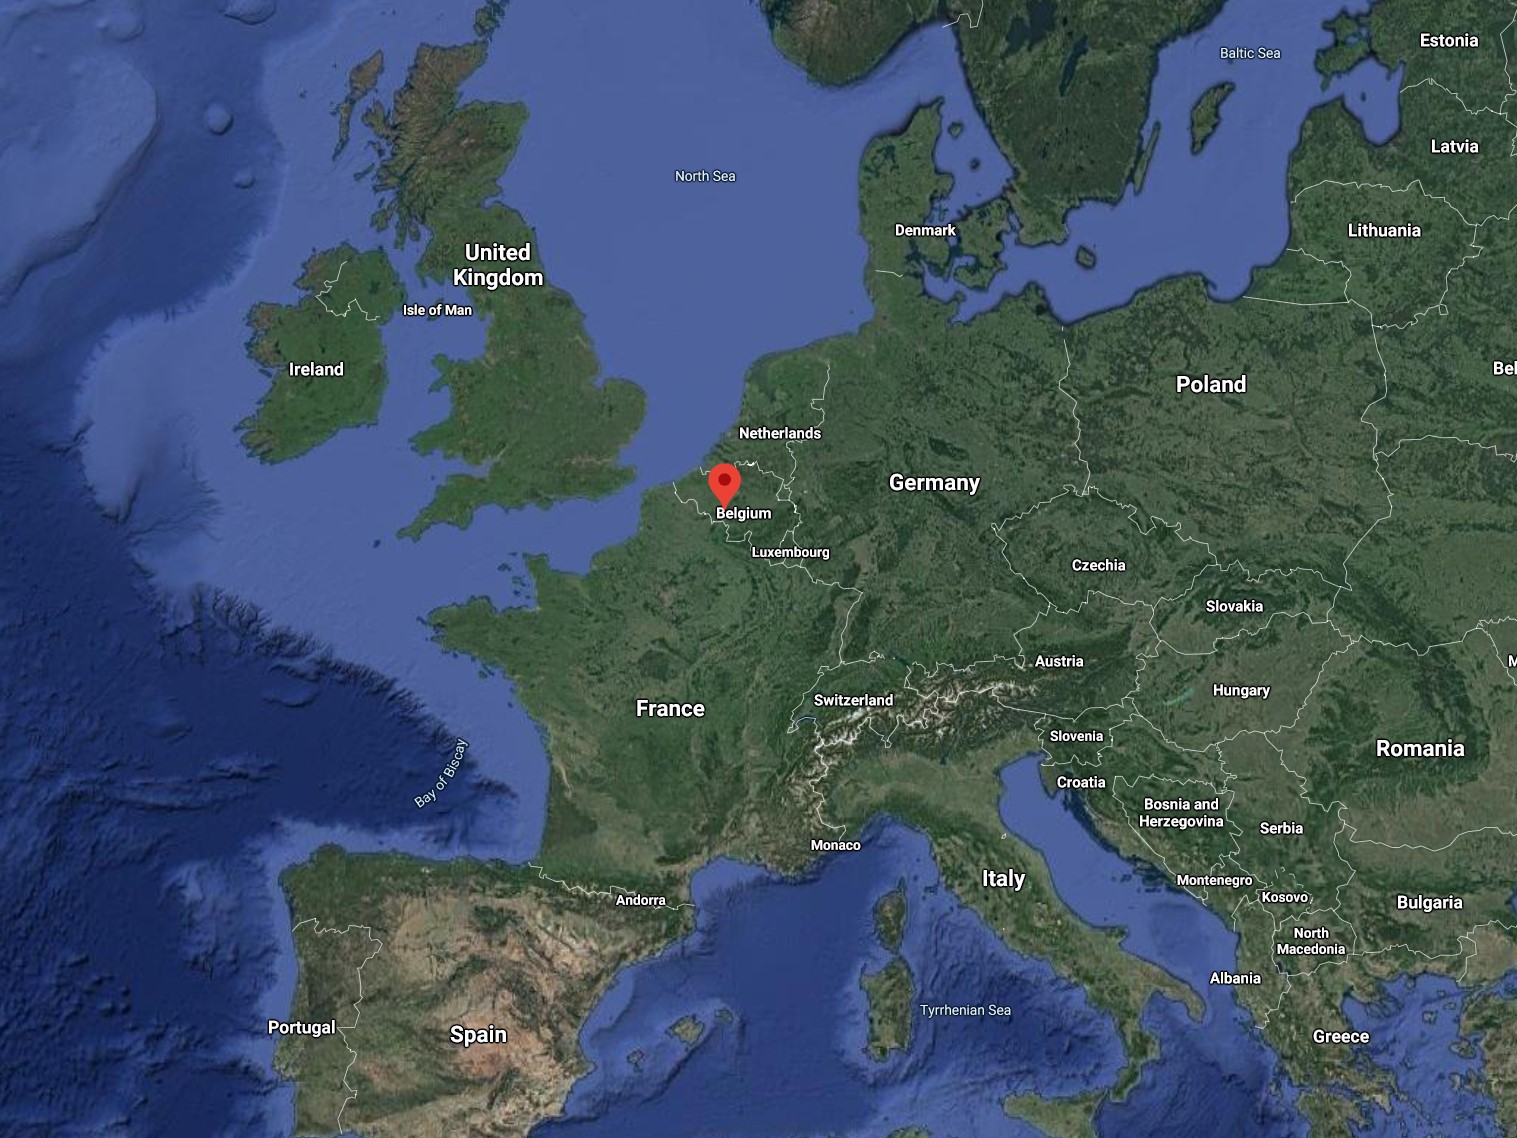 Estonia
Baltic Sea
Latvia
North Sea
Denmark
Lithuania
United
Kingdom
Isle of Man
Ireland
Poland
Bel
Netherlands
Germany
Belgium
Luxembourg
Czechia
Slovakia
Austria
M
Hungary
Switzerland
France
Slovenia
Romania
Bay of Biscay
Croatia
Bosnia and
Herzegovina
Serbia
Monaco
Italy
Montenegro
Kosovo
Andorra
Bulgaria
North
Macedonia
Albania
Tyrrhenian Sea
Portugal
Spain
Greece